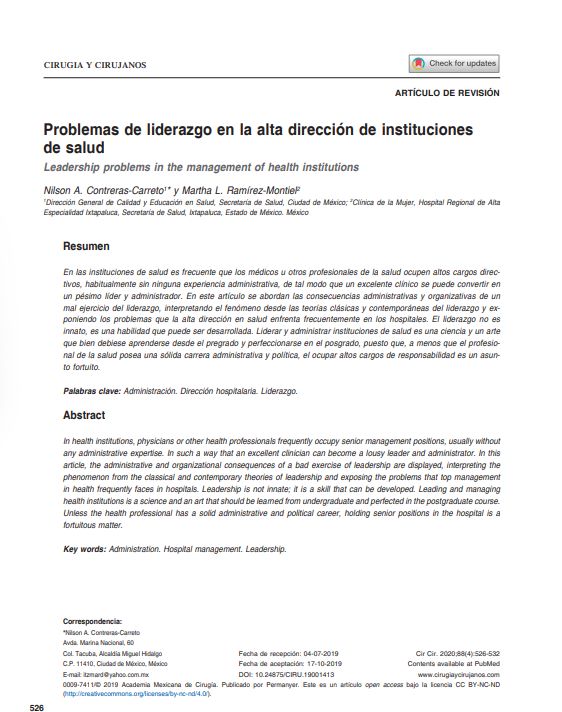 CIRUGIA Y CIRUJANOS
Check for updates
ARTÍCULO DE REVISIÓN
Problemas de liderazgo en la alta dirección de instituciones
de salud
Leadership problems in the management of health institutions
Nilson A. Contreras-Carreto1* y Martha L. Ramírez-Montiel2
1Dirección General de Calidad y Educación en Salud, Secretaría de Salud, Ciudad de México; 2Clínica de la Mujer, Hospital Regional de Alta
Especialidad Ixtapaluca, Secretaría de Salud, Ixtapaluca, Estado de México. México
Resumen
En las instituciones de salud es frecuente que los médicos u otros profesionales de la salud ocupen altos cargos direc-
tivos, habitualmente sin ninguna experiencia administrativa, de tal modo que un excelente clínico se puede convertir en
un pésimo líder y administrador. En este artículo se abordan las consecuencias administrativas y organizativas de un
mal ejercicio del liderazgo, interpretando el fenómeno desde las teorías clásicas y contemporáneas del liderazgo y ex-
poniendo los problemas que la alta dirección en salud enfrenta frecuentemente en los hospitales. El liderazgo no es
innato, es una habilidad que puede ser desarrollada. Liderar y administrar instituciones de salud es una ciencia y un arte
que bien debiese aprenderse desde el pregrado y perfeccionarse en el posgrado, puesto que, a menos que el profesio-
nal de la salud posea una sólida carrera administrativa y política, el ocupar altos cargos de responsabilidad es un asun-
to fortuito.
Palabras clave: Administración. Dirección hospitalaria. Liderazgo.
Abstract
In health institutions, physicians or other health professionals frequently occupy senior management positions, usually without
any administrative expertise. In such a way that an excellent clinician can become a lousy leader and administrator. In this
article, the administrative and organizational consequences of a bad exercise of leadership are displayed, interpreting the
phenomenon from the classical and contemporary theories of leadership and exposing the problems that top management
in health frequently faces in hospitals. Leadership is not innate; it is a skill that can be developed. Leading and managing
health institutions is a science and an art that should be learned from undergraduate and perfected in the postgraduate course.
Unless the health professional has a solid administrative and political career, holding senior positions in the hospital is a
fortuitous matter.
Key words: Administration. Hospital management. Leadership.
Correspondencia:
*Nilson A. Contreras-Carreto
Avda. Marina Nacional, 60
Col. Tacuba, Alcaldía Miguel Hidalgo
C.P. 11410, Ciudad de México, México
E-mail: itzmard@yahoo.com.mx
Fecha de recepción: 04-07-2019
Fecha de aceptación: 17-10-2019
DOI: 10.24875/CIRU.19001413
Cir Cir. 2020;88(4):526-532
Contents available at PubMed
www.cirugiaycirujanos.com
0009-7411/© 2019 Academia Mexicana de Cirugía. Publicado por Permanyer. Este es un artículo open access bajo la licencia CC BY-NC-ND
(http://creativecommons.org/licenses/by-nc-nd/4.0/).
526